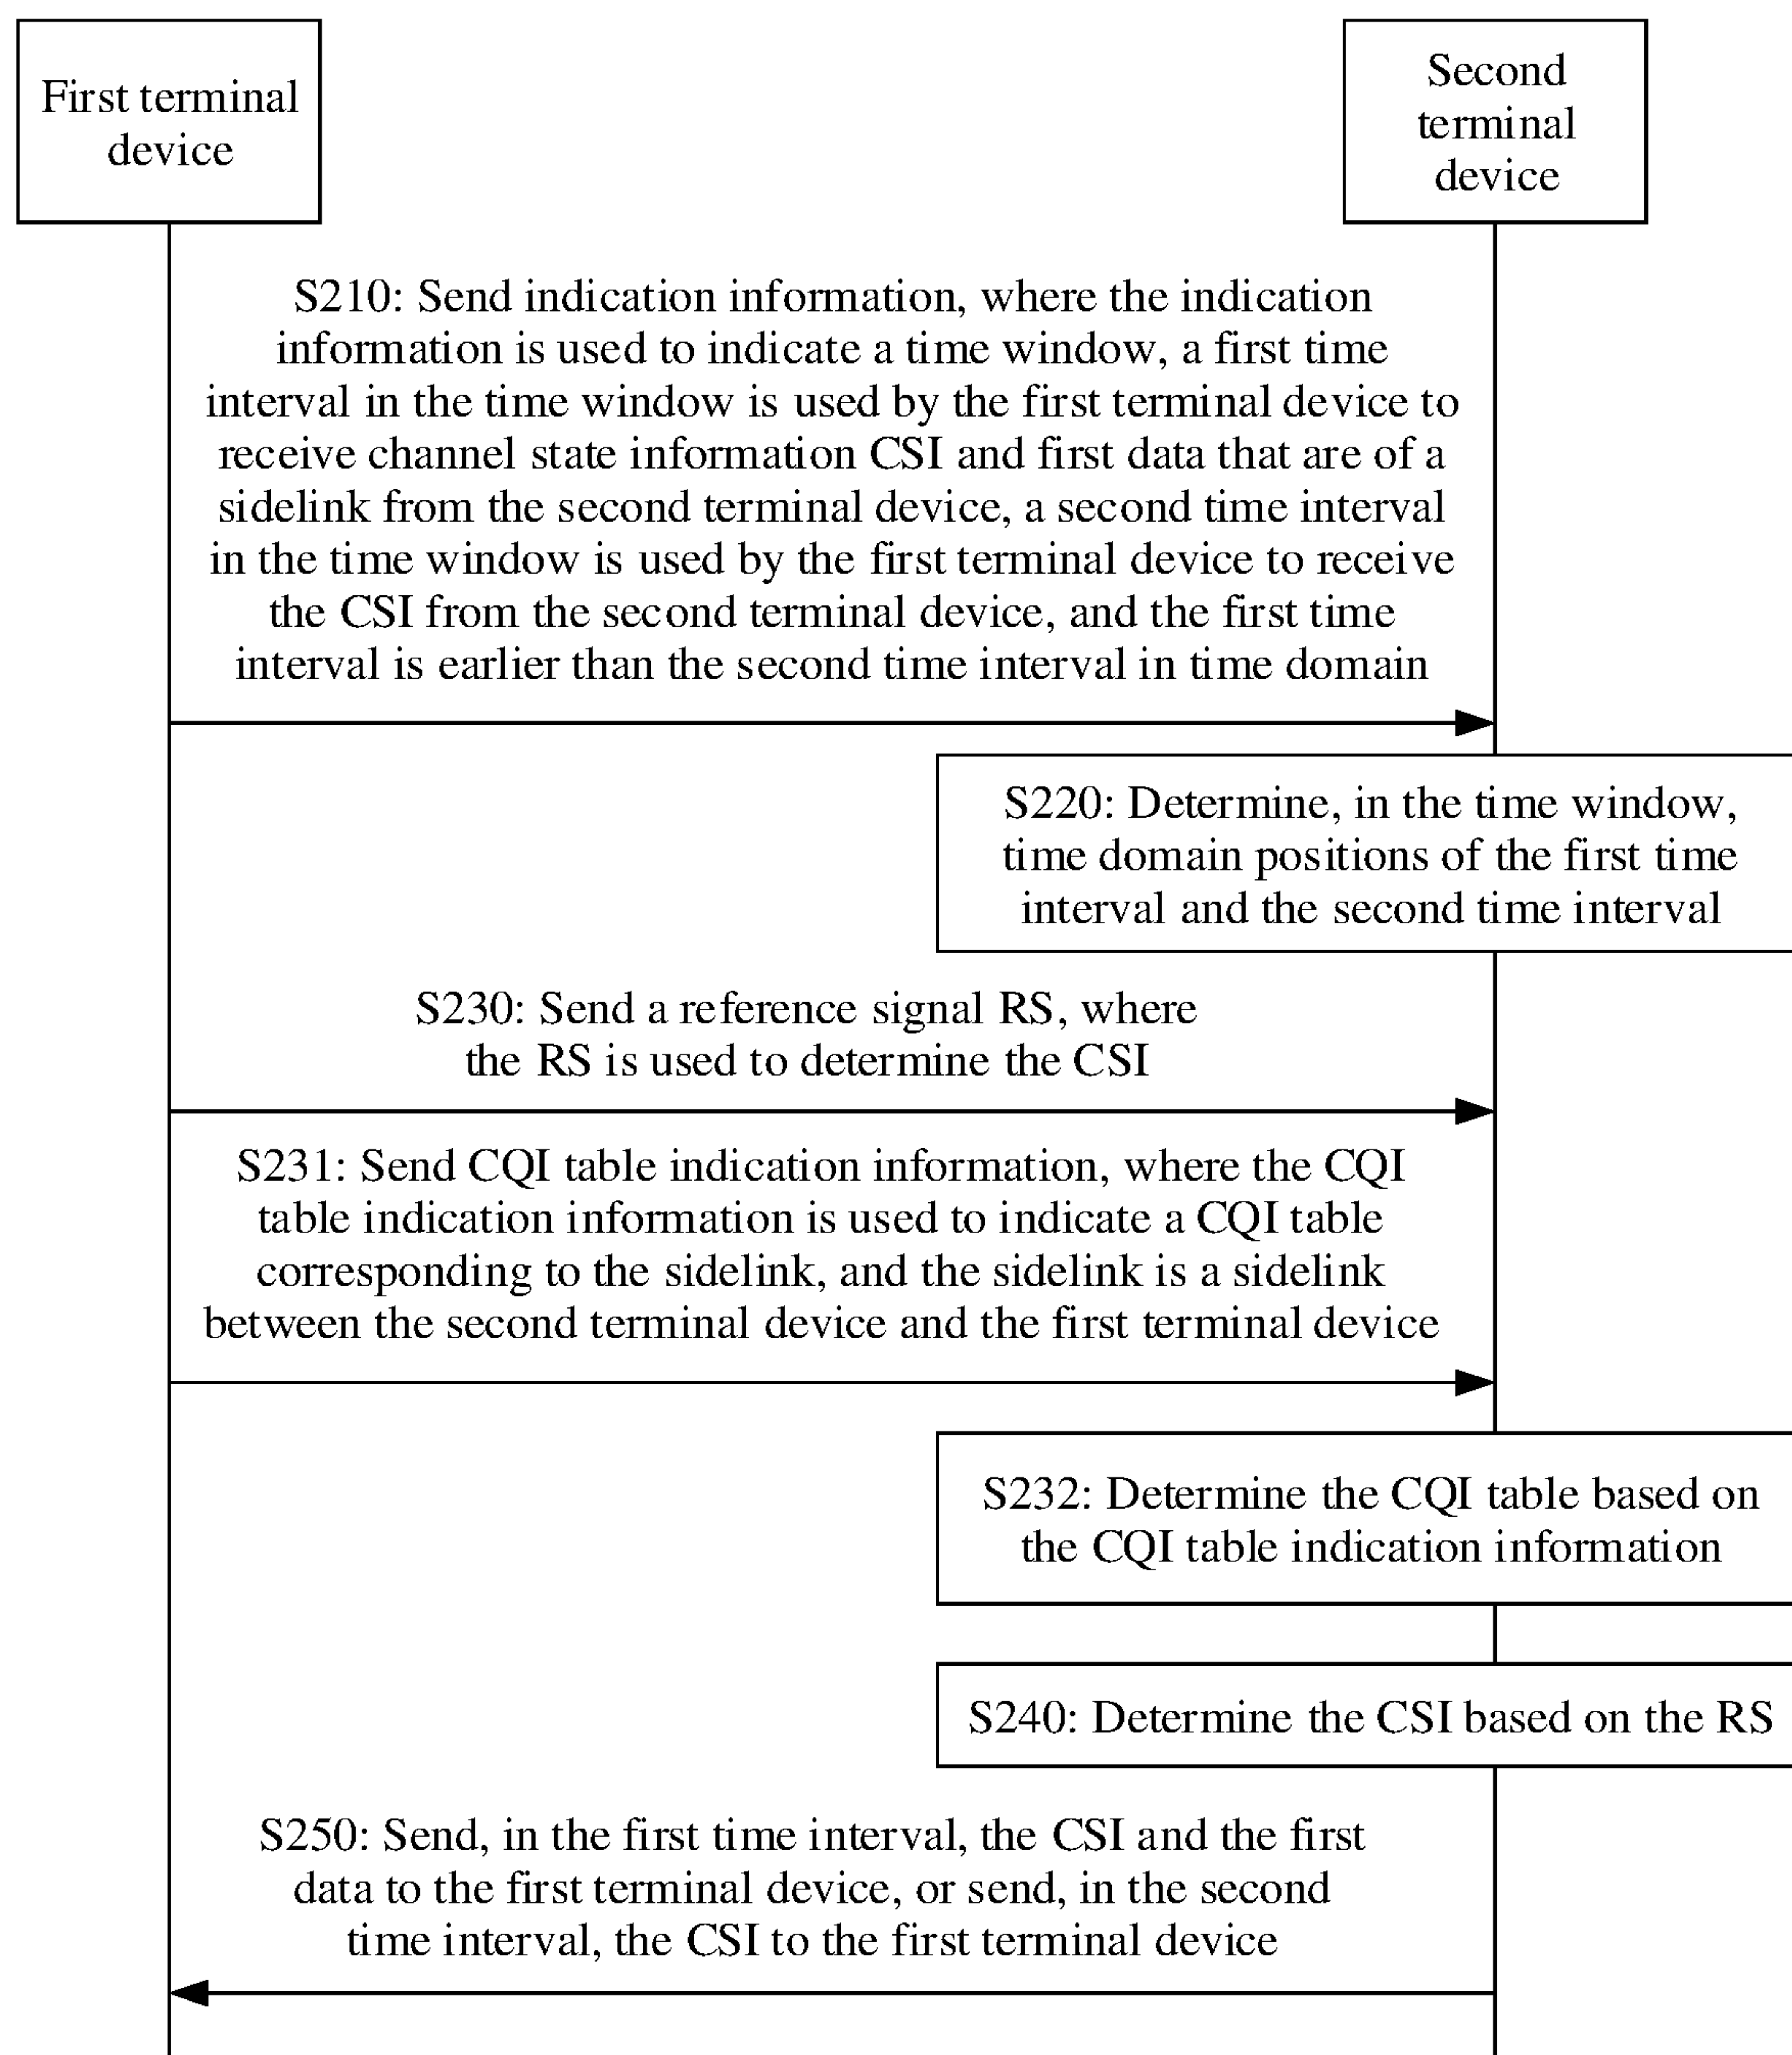 First terminal
device
Second
terminal
device
S210: Send indication information, where the indication
information is used to indicate a time window, a first time
interval in the time window is used by the first terminal device to
receive channel state information CSI and first data that are of a
sidelink from the second terminal device, a second time interval
in the time window is used by the first terminal device to receive
the CSI from the second terminal device, and the first time
interval is earlier than the second time interval in time domain
S220: Determine, in the time window,
time domain positions of the first time
interval and the second time interval
S230: Send a reference signal RS, where
the RS is used to determine the CSI
S231: Send CQI table indication information, where the CQI
table indication information is used to indicate a CQI table
corresponding to the sidelink, and the sidelink is a sidelink
between the second terminal device and the first terminal device
S232: Determine the CQI table based on
the CQI table indication information
S240: Determine the CSI based on the RS
S250: Send, in the first time interval, the CSI and the first
data to the first terminal device, or send, in the second
time interval, the CSI to the first terminal device